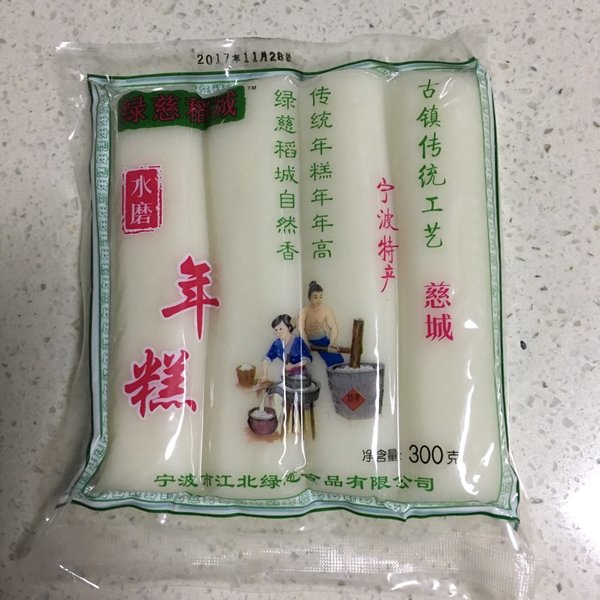 2017年11月28日
绿慈稻城
TM
水磨
年糕
传统年糕年年高
绿慈稻城自然香
宁波特产
古镇传统工艺
慈城
净含量: 300克
宁波市江北绿慈食品有限公司